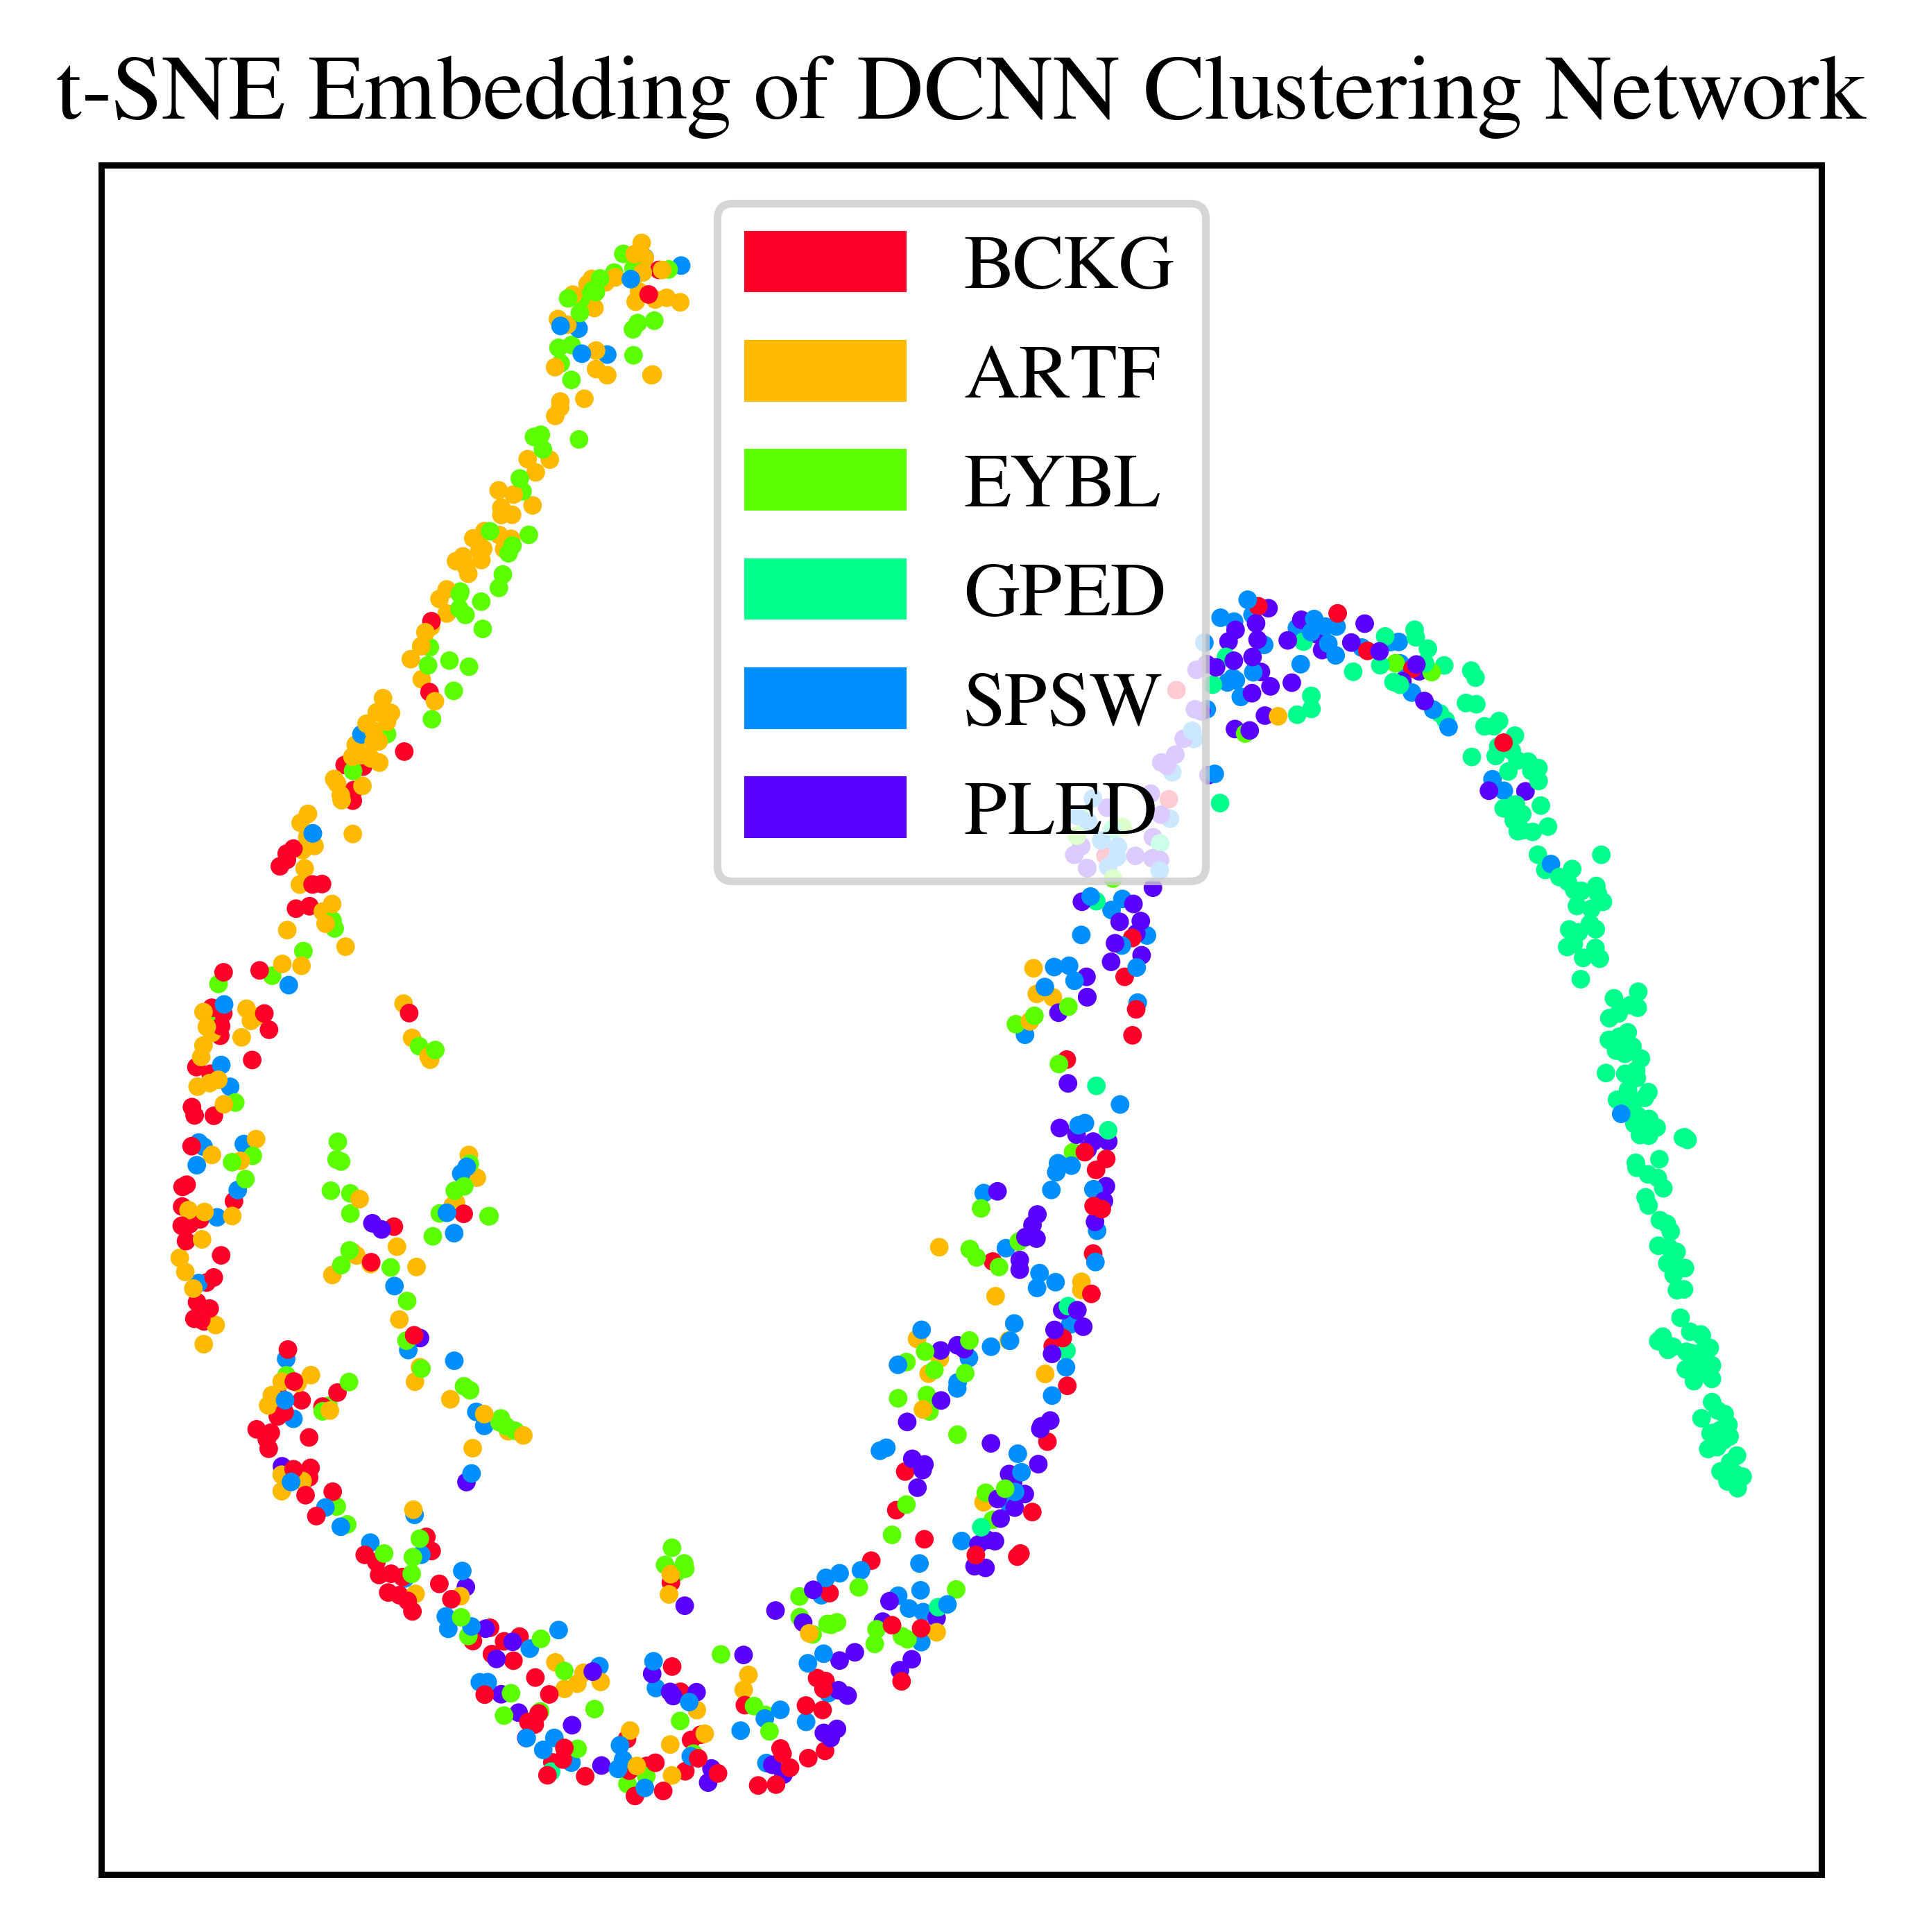 t-SNE Embedding of DCNN Clustering Network
BCKG
ARTF
EYBL
GPED
SPSW
PLED